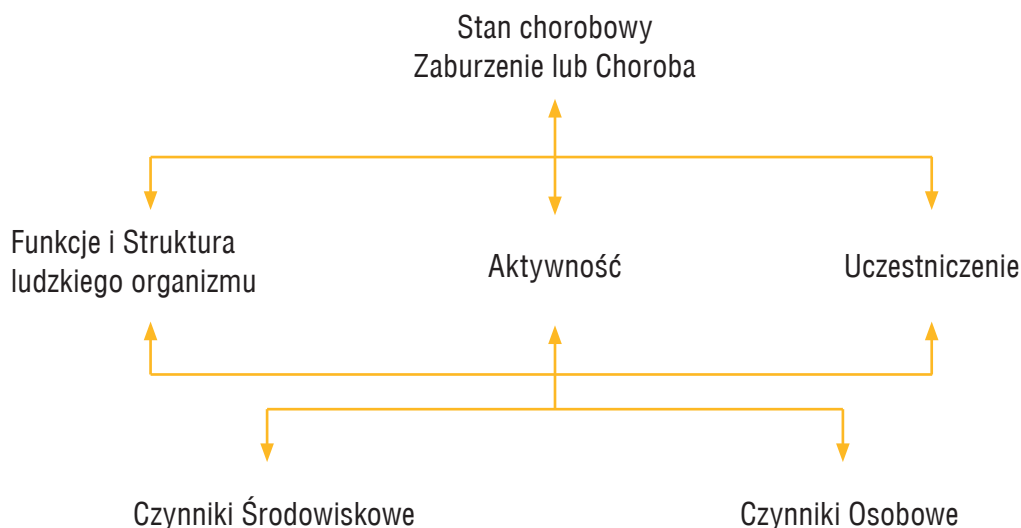 Stan chorobowy
Zaburzenie lub Choroba
Funkcje i Struktura
ludzkiego organizmu
Aktywność
Uczestniczenie
Czynniki Środowiskowe
Czynniki Osobowe